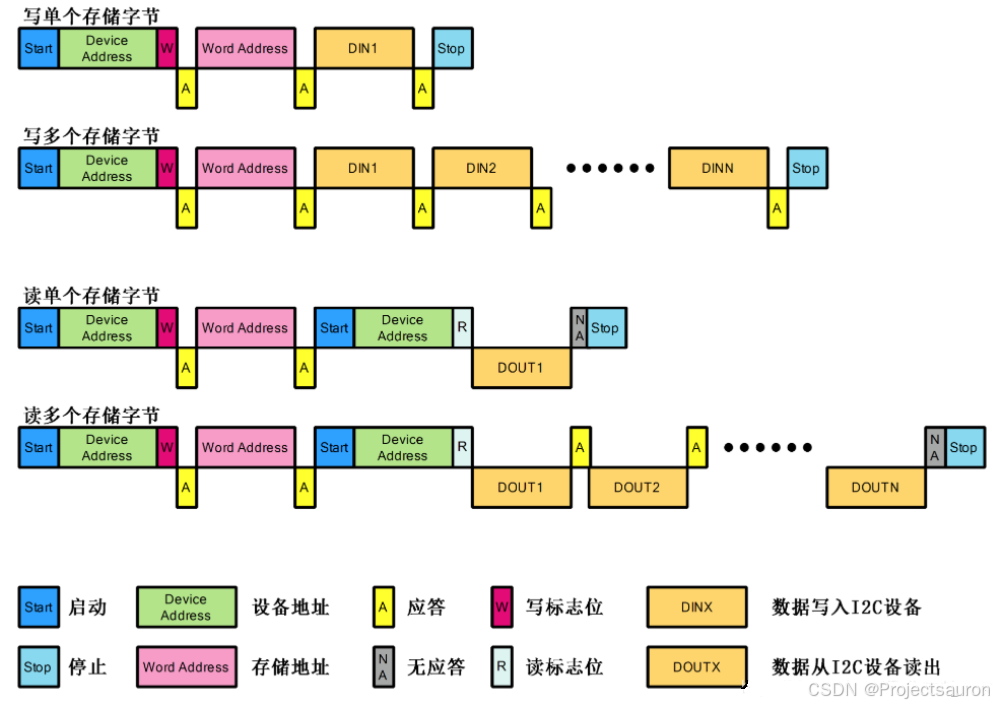 写单个存储字节
Start Device Address W Word Address DIN1 Stop
A A A
写多个存储字节
Start Device Address W Word Address DIN1 DIN2 •••••• DINN Stop
A A A A A
读单个存储字节
Start Device Address W Word Address Start Device Address R NA Stop
A A DOUT1
读多个存储字节
Start Device Address W Word Address Start Device Address R A A •••••• NA Stop
A A DOUT1 DOUT2 DOUTN
Start 启动 Device Address 设备地址 A 应答 W 写标志位 DINX 数据写入I2C设备
Stop 停止 Word Address 存储地址 NA 无应答 R 读标志位 DOUTX 数据从I2C设备读出
CSDN @Projectsauron